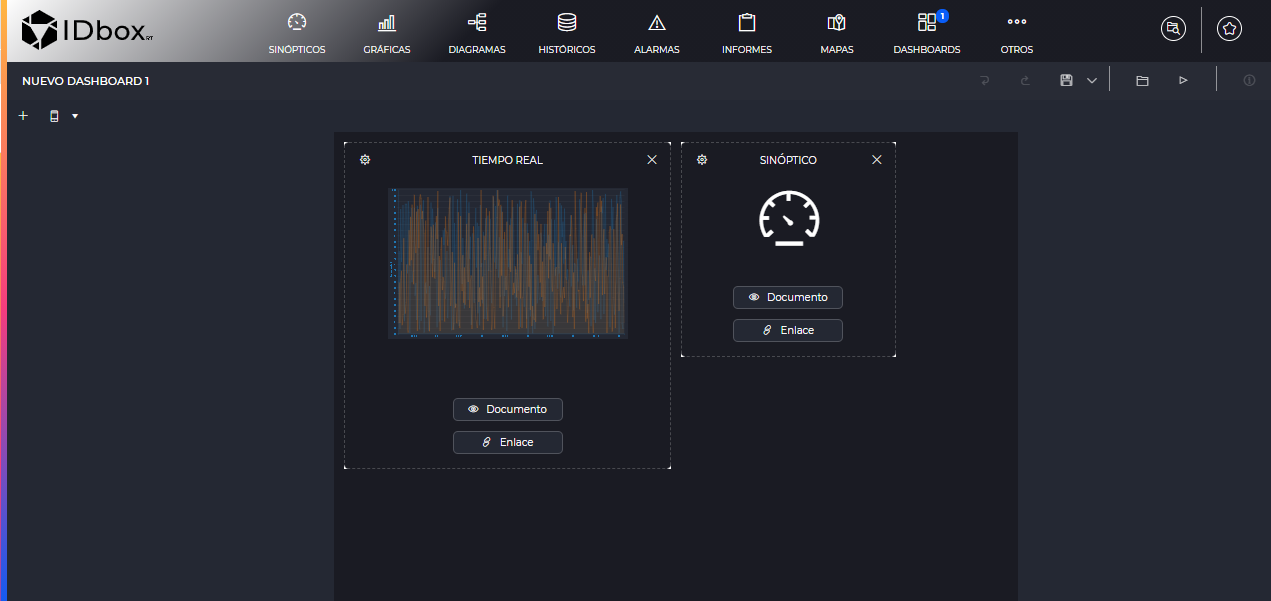 IDbox RT
SINÓPTICOS
GRÁFICAS
DIAGRAMAS
HISTÓRICOS
ALARMAS
INFORMES
MAPAS
1
DASHBOARDS
OTROS
NUEVO DASHBOARD 1
TIEMPO REAL
SINÓPTICO
Documento
Enlace
Documento
Enlace